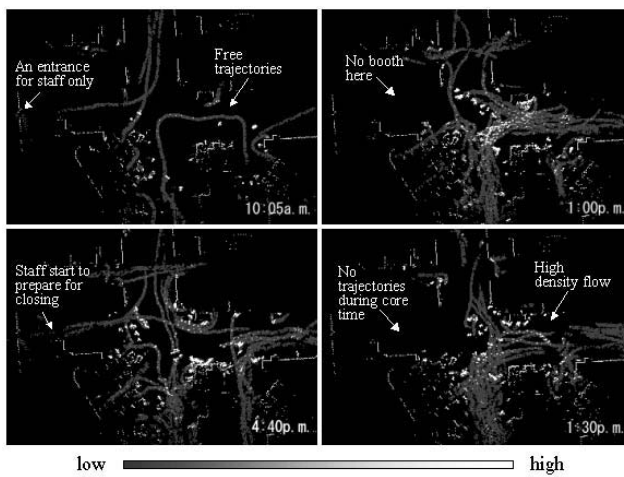 An entrance
for staff only
Free
trajectories
10:05a.m.
No booth
here
1:00p.m.
Staff start to
prepare for
closing
4:40p.m.
No
trajectories
during core
time
High
density flow
1:30p.m.
low
high